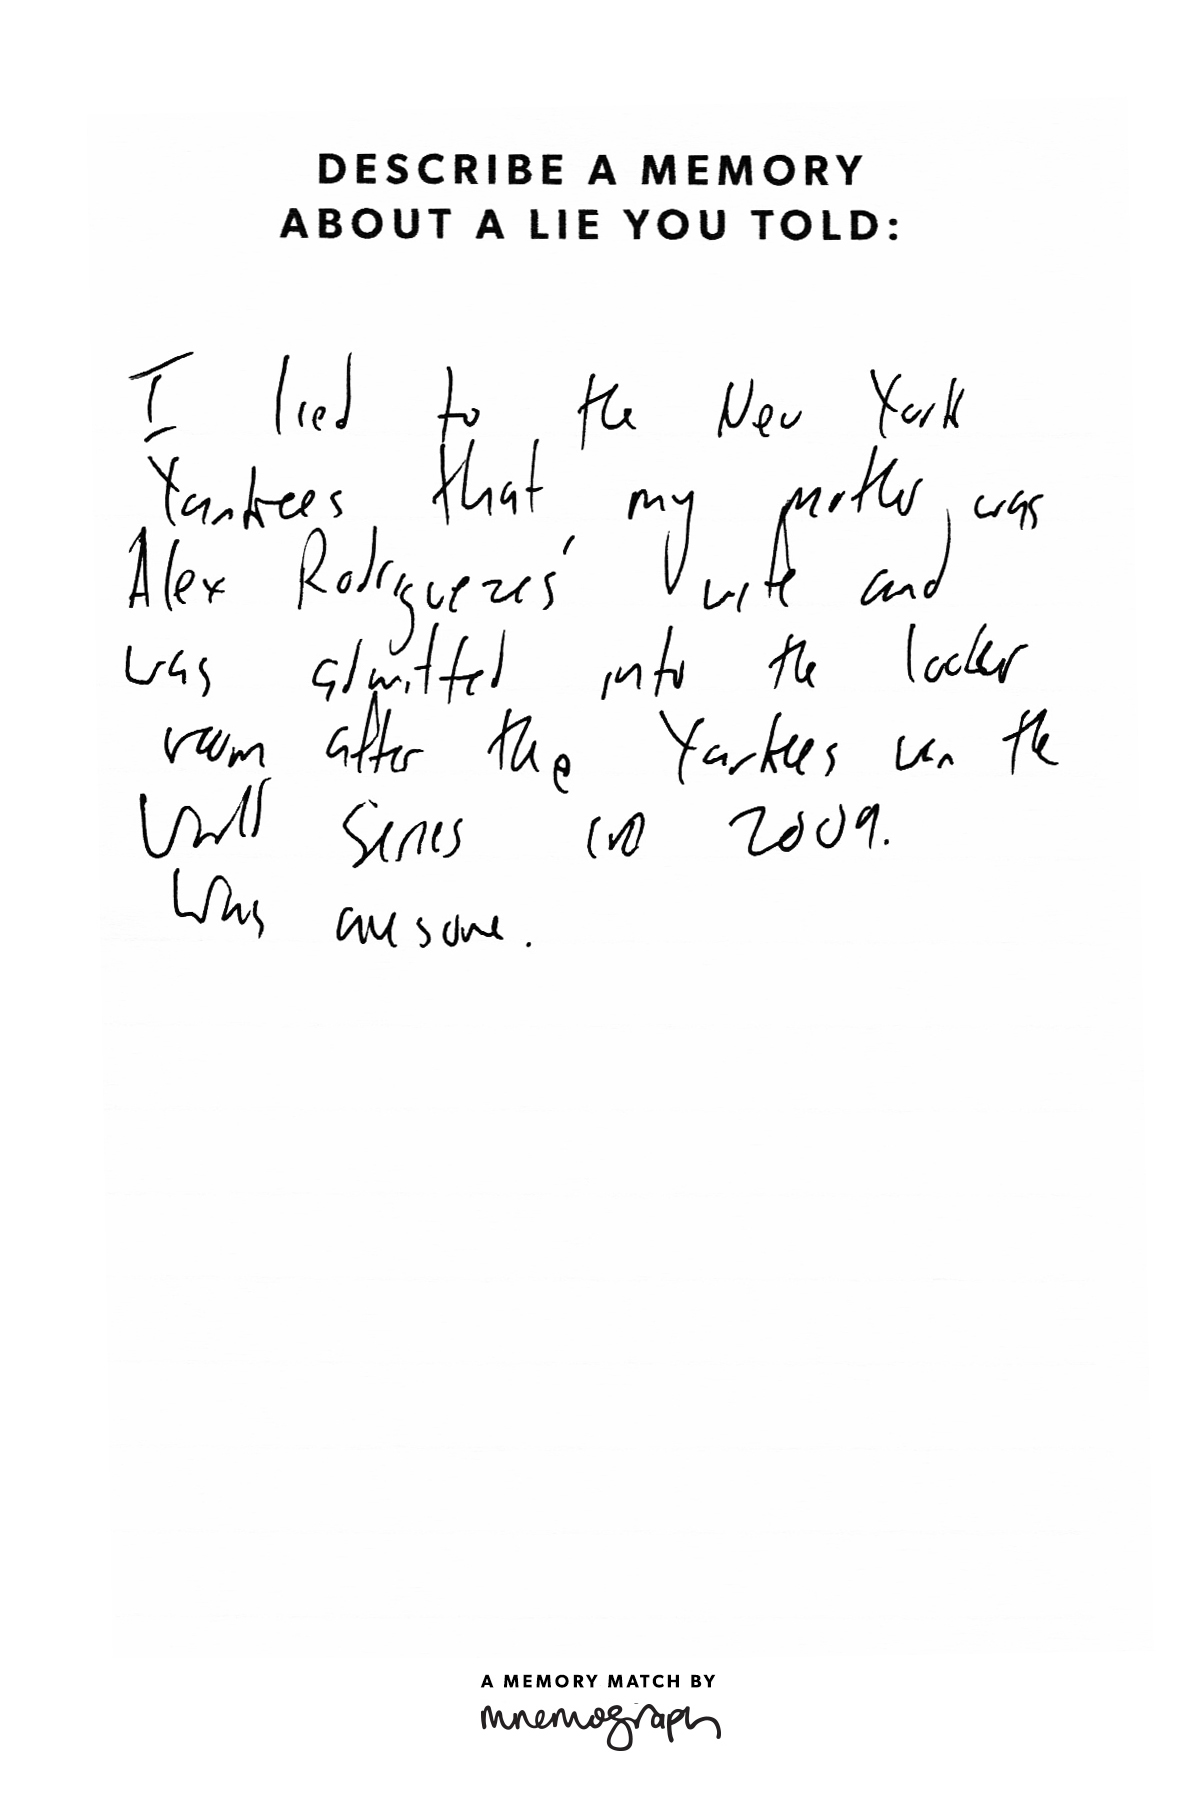 DESCRIBE A MEMORY
ABOUT A LIE YOU TOLD:
I lied to the New York
Yankees that my mother was
Alex Rodriguezes' wife and
was admitted into the locker
room after the Yankees won the
World Series in 2009.
Was awesome.
A MEMORY MATCH BY
mnemograph